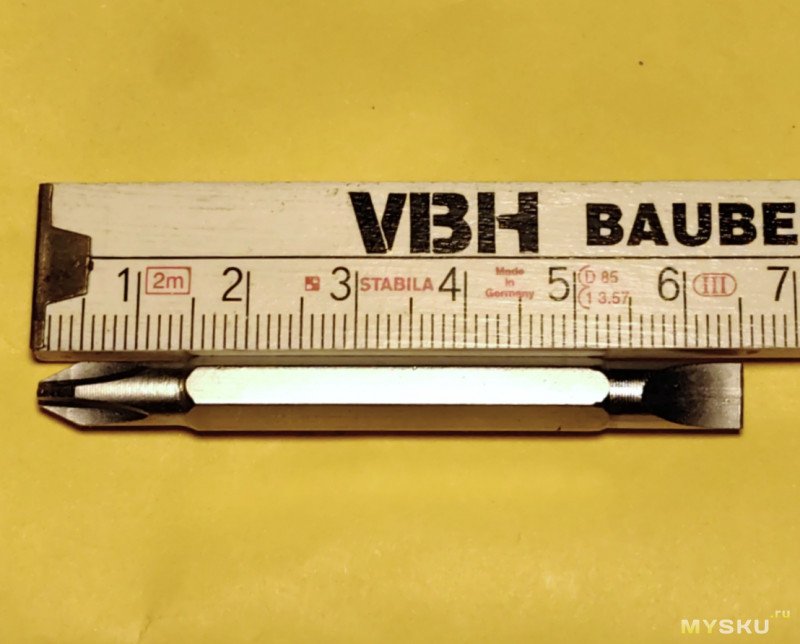 VBH BAUBE
1 2m 2 3 STABILA 4 Made in Germany 5 D 85 1 3.57 6 III 7
MYSKU.ru